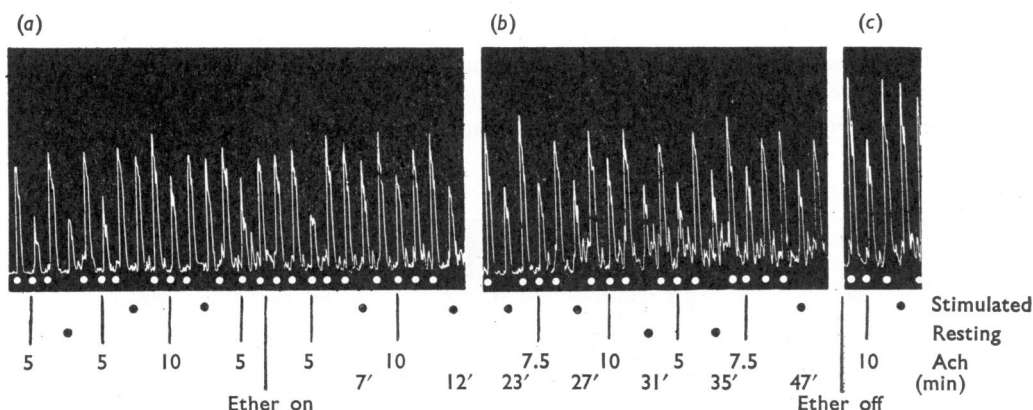 (a) (b) (c)
Stimulated
Resting
5 5 10 5 5 10 7.5 10 5 7.5 10 Ach
7′ 12′ 23′ 27′ 31′ 35′ 47′ (min)
Ether on Ether off